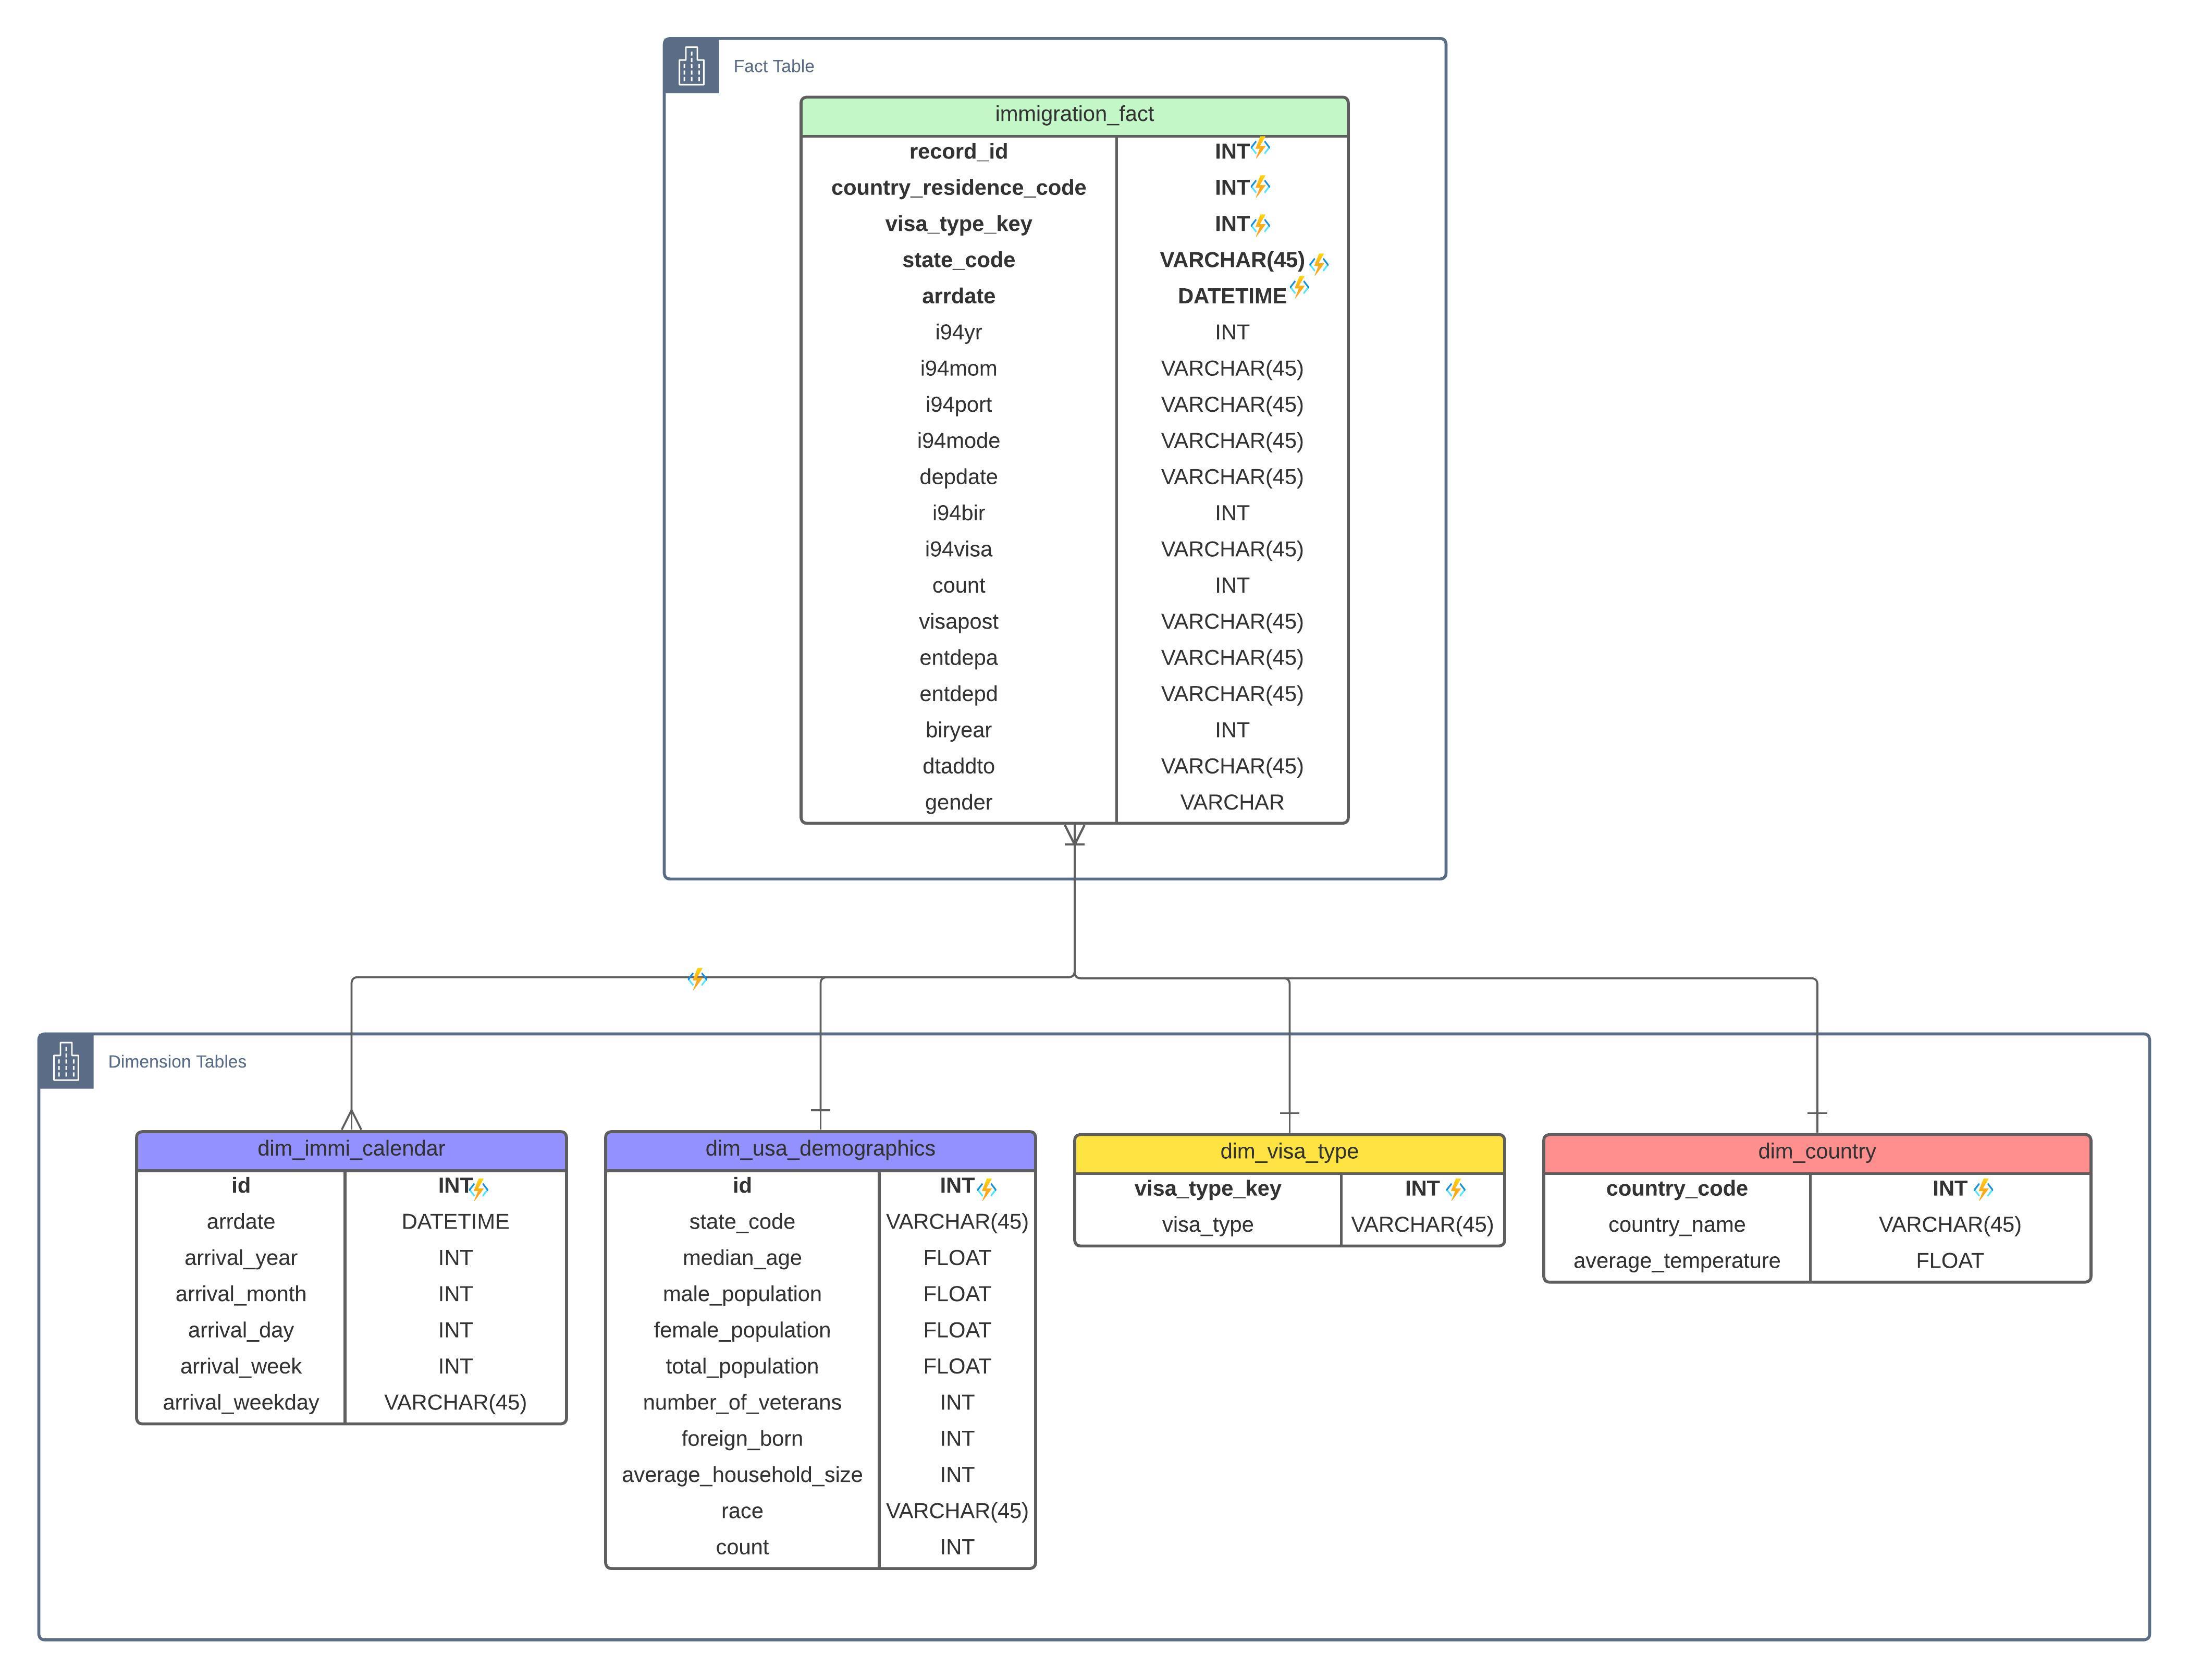 Fact Table
immigration_fact
record_id INT
country_residence_code INT
visa_type_key INT
state_code VARCHAR(45)
arrdate DATETIME
i94yr INT
i94mom VARCHAR(45)
i94port VARCHAR(45)
i94mode VARCHAR(45)
depdate VARCHAR(45)
i94bir INT
i94visa VARCHAR(45)
count INT
visapost VARCHAR(45)
entdepa VARCHAR(45)
entdepd VARCHAR(45)
biryear INT
dtaddto VARCHAR(45)
gender VARCHAR
Dimension Tables
dim_immi_calendar
id INT
arrdate DATETIME
arrival_year INT
arrival_month INT
arrival_day INT
arrival_week INT
arrival_weekday VARCHAR(45)
dim_usa_demographics
id INT
state_code VARCHAR(45)
median_age FLOAT
male_population FLOAT
female_population FLOAT
total_population FLOAT
number_of_veterans INT
foreign_born INT
average_household_size INT
race VARCHAR(45)
count INT
dim_visa_type
visa_type_key INT
visa_type VARCHAR(45)
dim_country
country_code INT
country_name VARCHAR(45)
average_temperature FLOAT